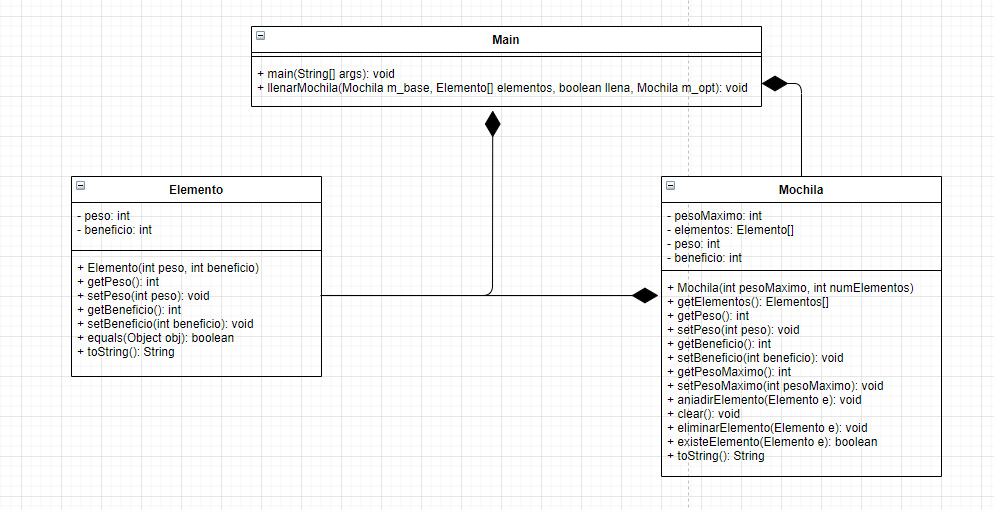 Main
+ main(String[] args): void
+ llenarMochila(Mochila m_base, Elemento[] elementos, boolean llena, Mochila m_opt): void
Elemento
- peso: int
- beneficio: int
+ Elemento(int peso, int beneficio)
+ getPeso(): int
+ setPeso(int peso): void
+ getBeneficio(): int
+ setBeneficio(int beneficio): void
+ equals(Object obj): boolean
+ toString(): String
Mochila
- pesoMaximo: int
- elementos: Elemento[]
- peso: int
- beneficio: int
+ Mochila(int pesoMaximo, int numElementos)
+ getElementos(): Elementos[]
+ getPeso(): int
+ setPeso(int peso): void
+ getBeneficio(): int
+ setBeneficio(int beneficio): void
+ getPesoMaximo(): int
+ setPesoMaximo(int pesoMaximo): void
+ aniadirElemento(Elemento e): void
+ clear(): void
+ eliminarElemento(Elemento e): void
+ existeElemento(Elemento e): boolean
+ toString(): String